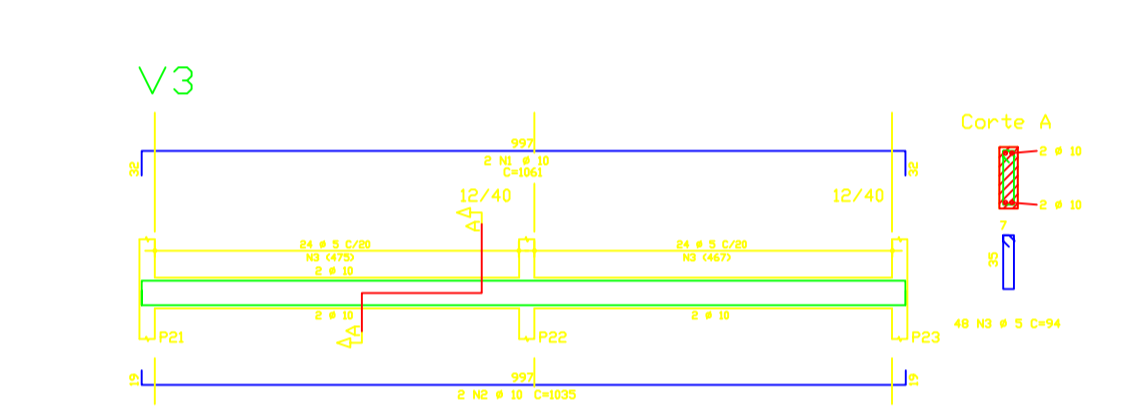 V3
Corte A
997
32
2 N1 ø 10
32
C=1061
2 ø 10
12/40
12/40
2 ø 10
A
7
24 ø 5 C/20
24 ø 5 C/20
N3 (475)
N3 (467)
35
2 ø 10
2 ø 10
2 ø 10
48 N3 ø 5 C=94
A
P21
P22
P23
19
997
19
2 N2 ø 10 C=1035